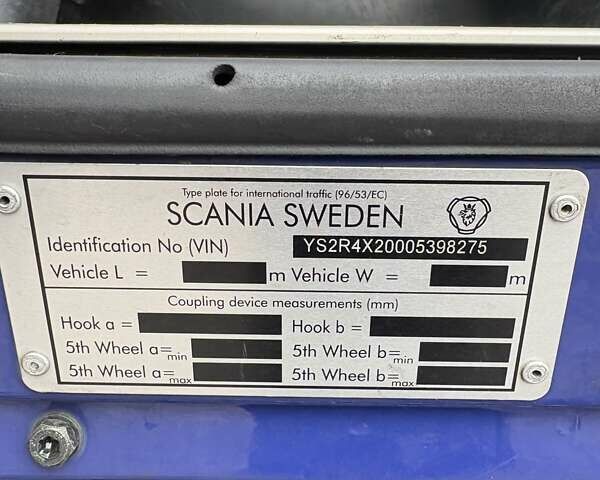 Type plate for international traffic (96/53/EC)
SCANIA SWEDEN
Identification No (VIN) YS2R4X20005398275
Vehicle L = m Vehicle W = m
Coupling device measurements (mm)
Hook a = Hook b =
5th Wheel a=min 5th Wheel b=min
5th Wheel a=max 5th Wheel b=max